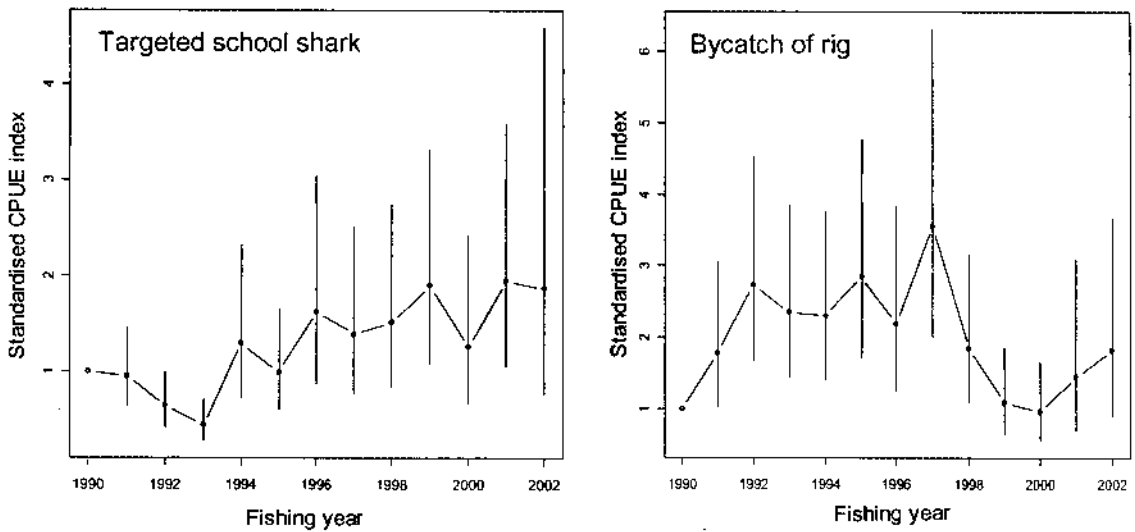 Targeted school shark
Standardised CPUE index
4
3
2
1
1990 1992 1994 1996 1998 2000 2002
Fishing year
Bycatch of rig
Standardised CPUE index
6
5
4
3
2
1
1990 1992 1994 1996 1998 2000 2002
Fishing year